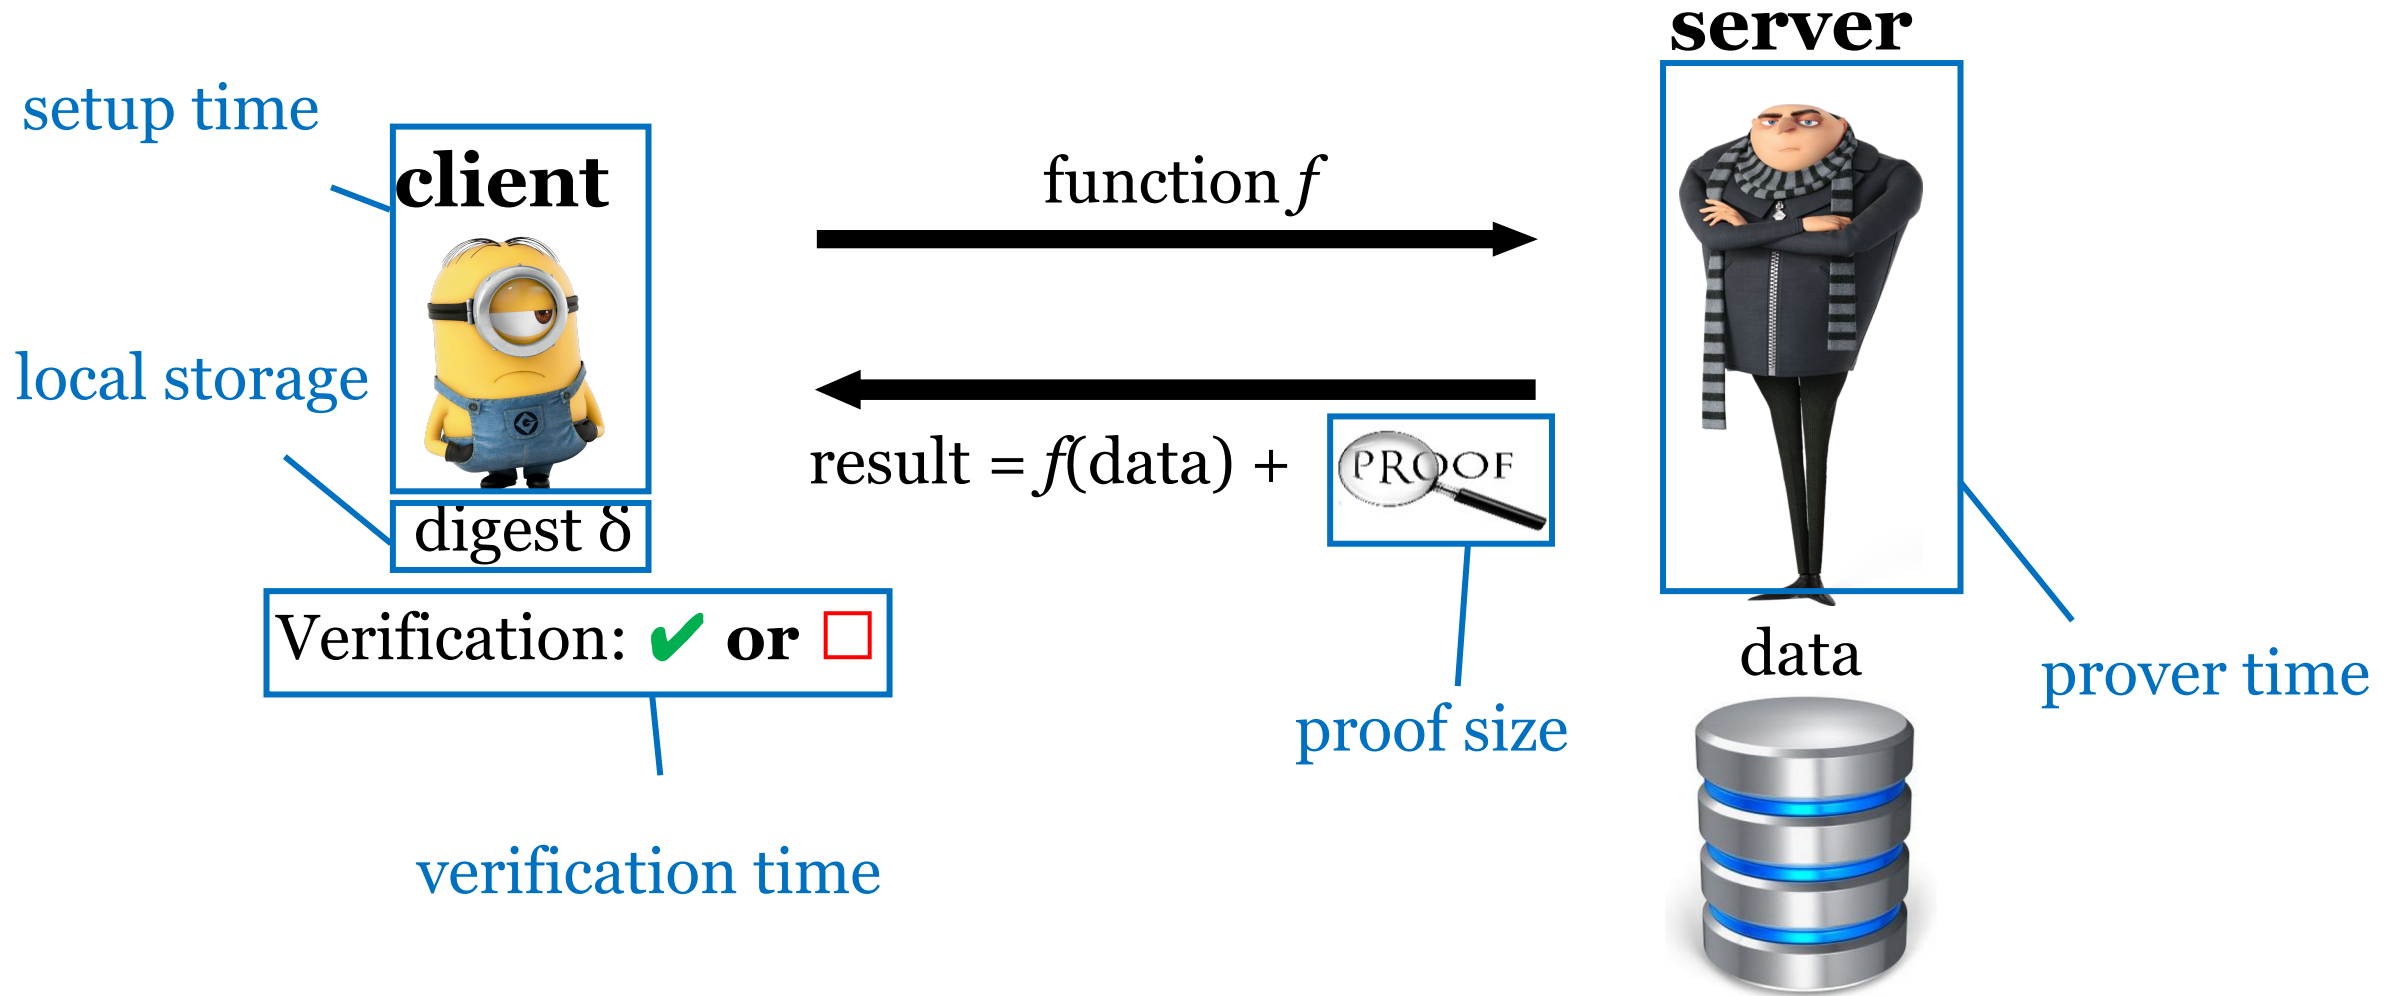 server
setup time
client
function f
local storage
result = f(data) + PROOF
digest δ
Verification: ✔ or ☐
data
prover time
proof size
verification time